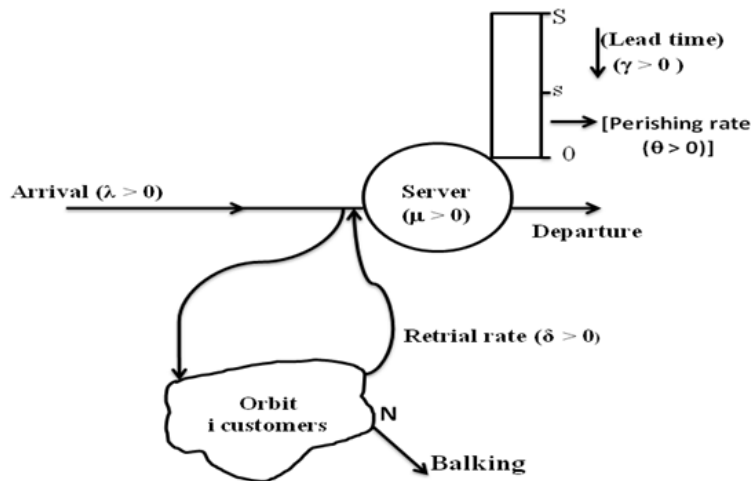 S
(Lead time)
(γ > 0 )
s
[Perishing rate
(θ > 0)]
0
Arrival (λ > 0)
Server
(μ > 0)
Departure
Retrial rate (δ > 0)
Orbit
i customers
N
Balking